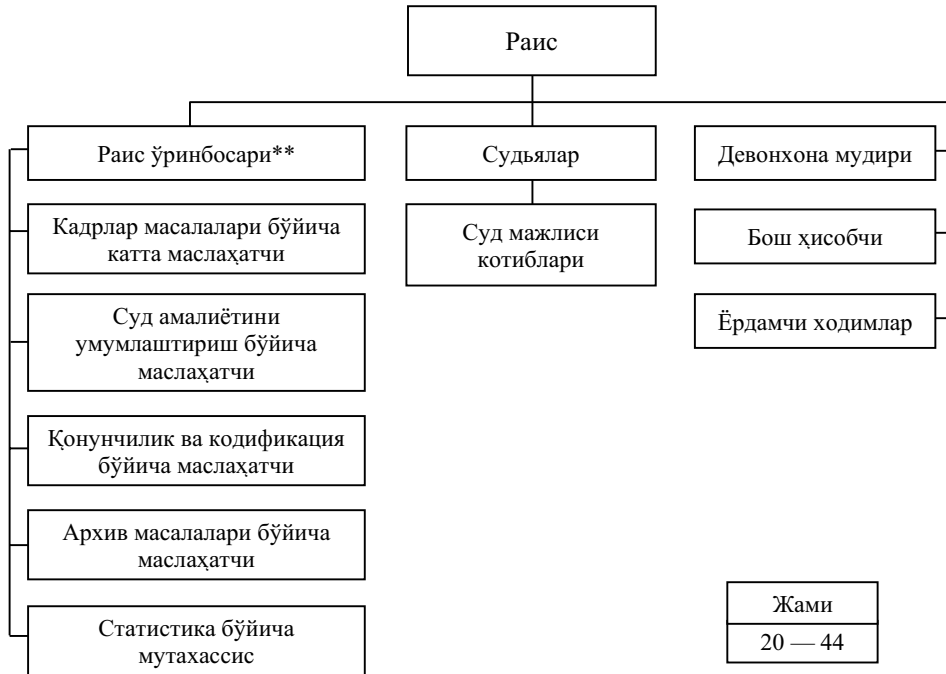 Раис
Раис ўринбосари**
Кадрлар масалалари бўйича
катта маслаҳатчи
Суд амалиётини
умумлаштириш бўйича
маслаҳатчи
Қонунчилик ва кодификация
бўйича маслаҳатчи
Архив масалалари бўйича
маслаҳатчи
Статистика бўйича
мутахассис
Судьялар
Суд мажлиси
котиблари
Девонхона мудири
Бош ҳисобчи
Ёрдамчи ходимлар
Жами
20 — 44